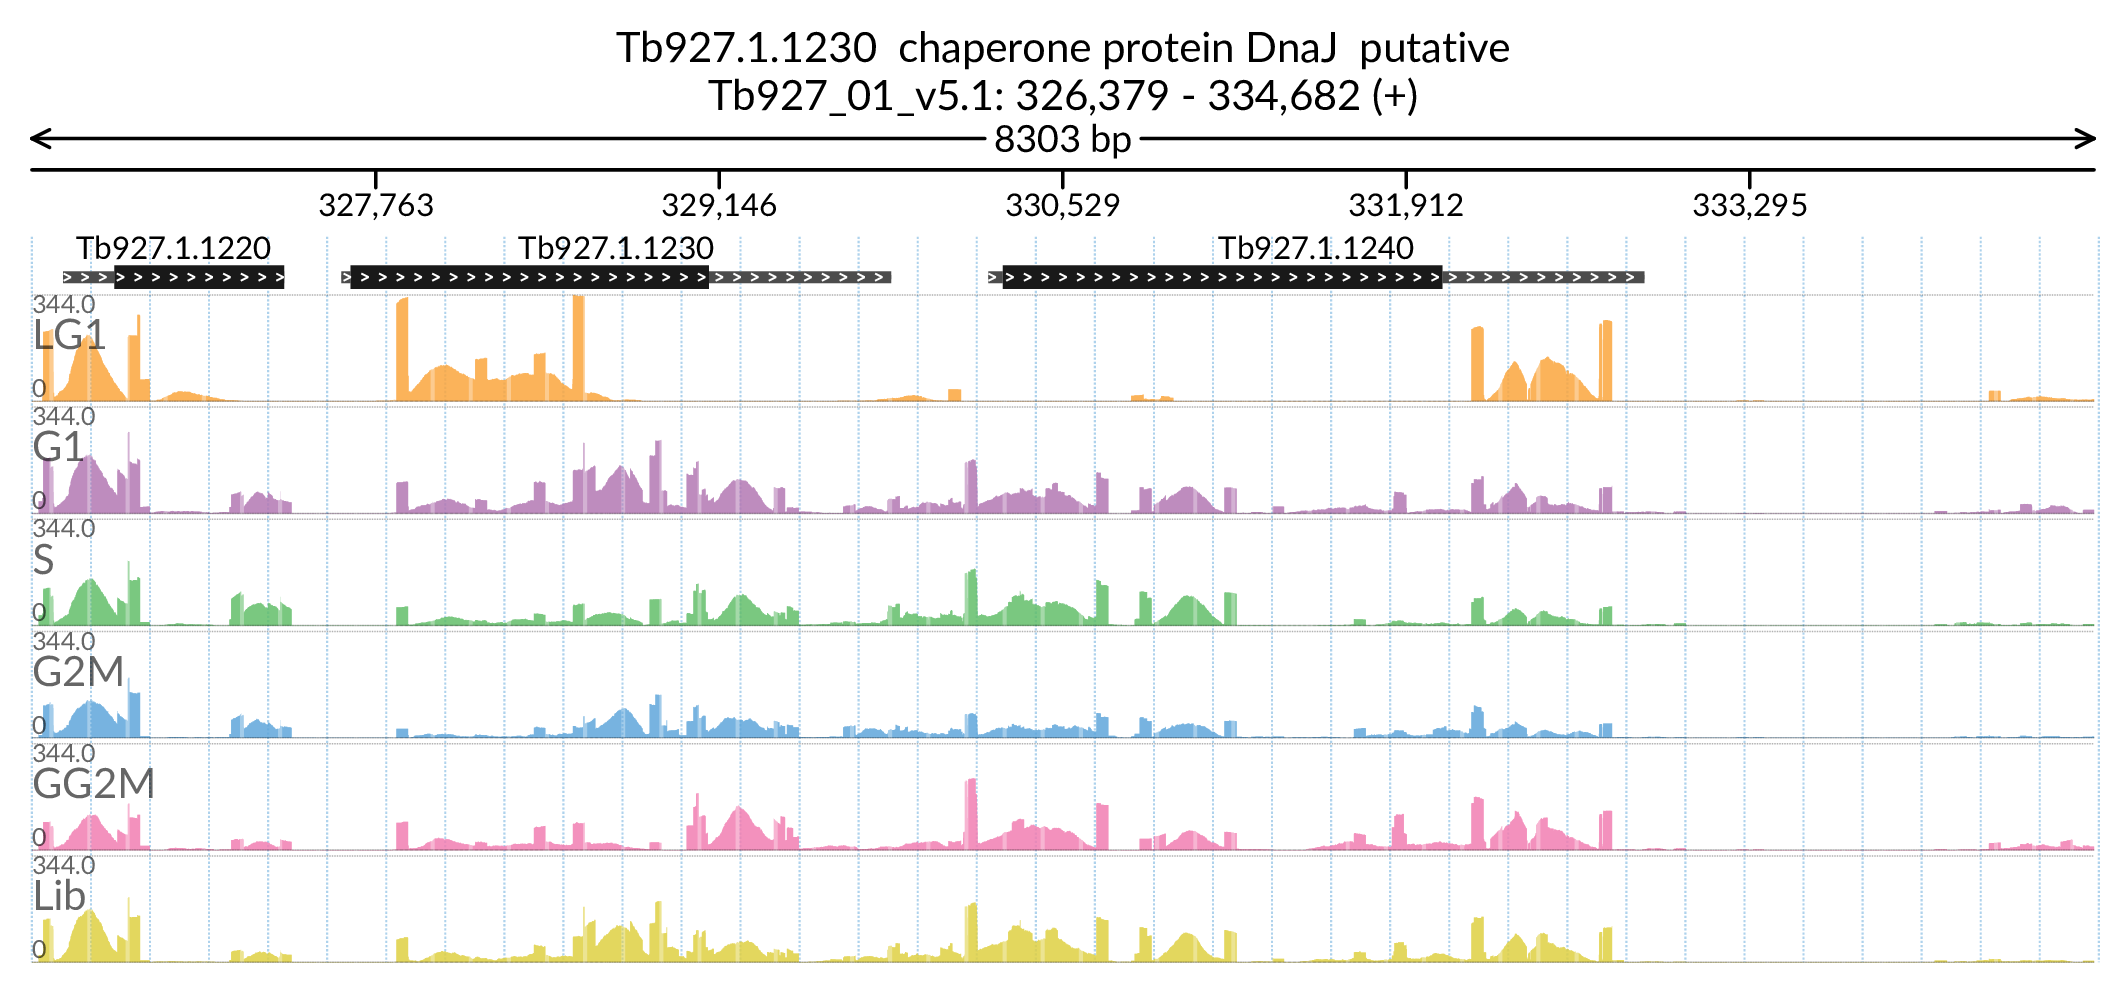 Tb927.1.1230 chaperone protein DnaJ putative
Tb927_01_v5.1: 326,379 - 334,682 (+)
8303 bp
327,763 329,146 330,529 331,912 333,295
Tb927.1.1220 Tb927.1.1230 Tb927.1.1240
344.0
LG1
0
344.0
G1
0
344.0
S
0
344.0
G2M
0
344.0
GG2M
0
344.0
Lib
0